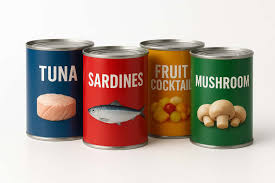 TUNA
SARDINES
FRUIT
COCKTAIL
MUSHROOM